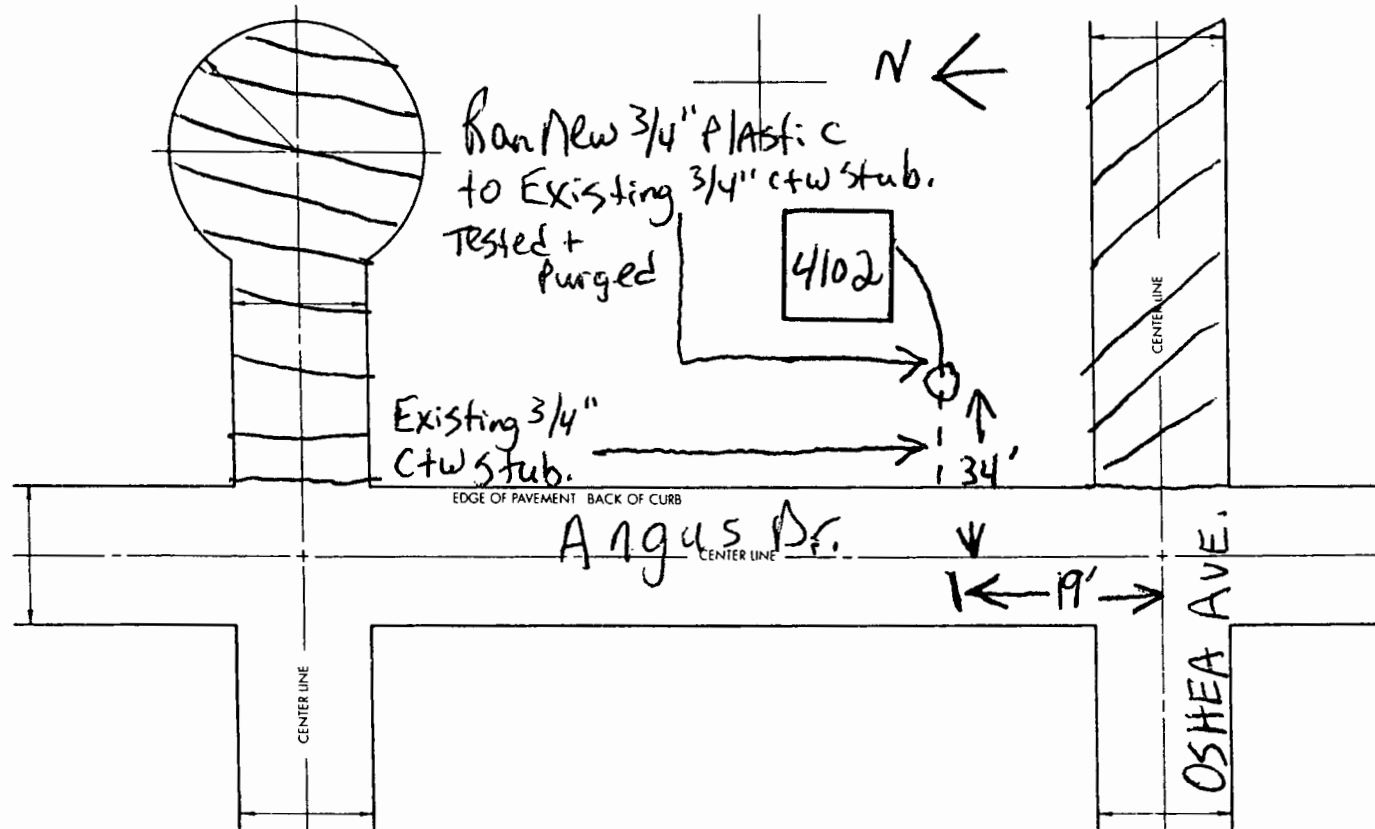 N
Ran New 3/4" Plastic
to Existing 3/4" ctw stub.
Tested +
Purged
4102
CENTER LINE
Existing 3/4"
Ctw stub.
34'
EDGE OF PAVEMENT BACK OF CURB
Angus Dr.
CENTER LINE
19'
CENTER LINE
OSHEA AVE.